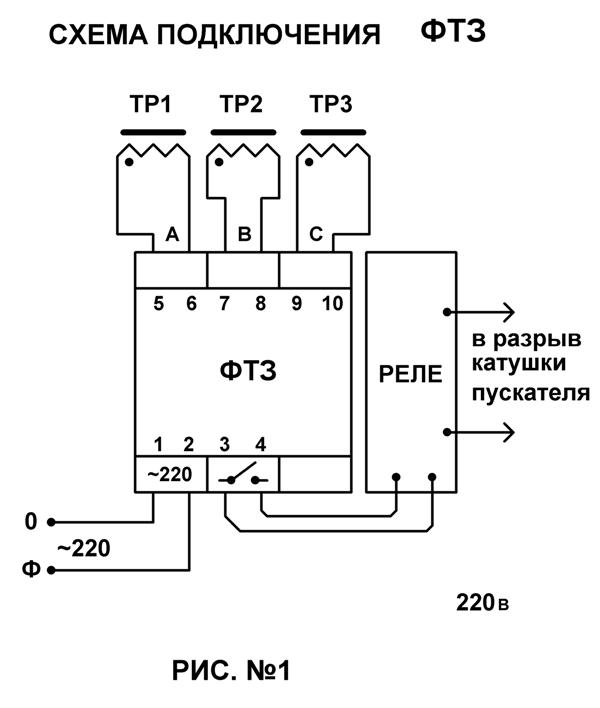 СХЕМА ПОДКЛЮЧЕНИЯ ФТЗ
ТР1 ТР2 ТР3
А В С
5 6 7 8 9 10
ФТЗ
РЕЛЕ
в разрыв
катушки
пускателя
1 2 3 4
~220
0
~220
Ф
220в
РИС. №1